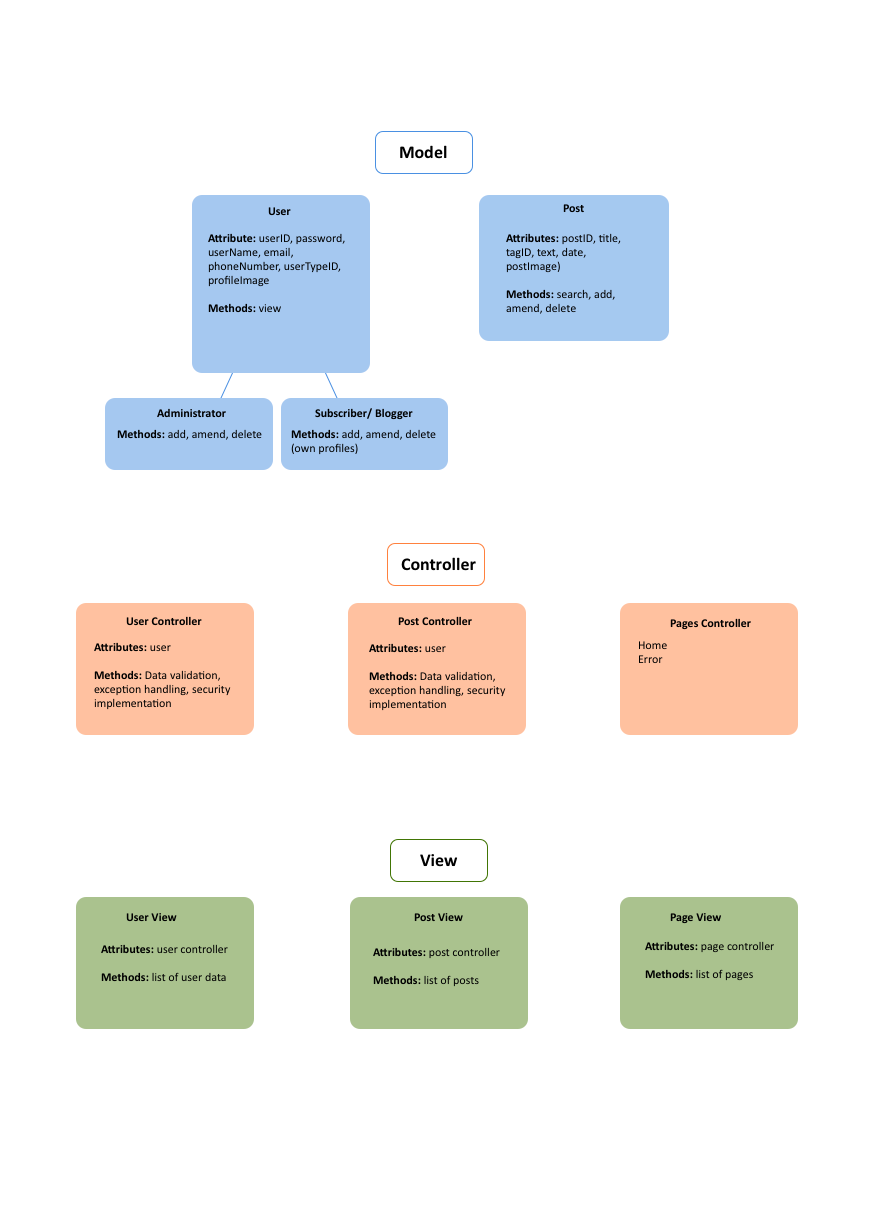 Model
User
Attribute: userID, password,
userName, email,
phoneNumber, userTypeID,
profileImage
Methods: view
Post
Attributes: postID, title,
tagID, text, date,
postImage)
Methods: search, add,
amend, delete
Administrator
Methods: add, amend, delete
Subscriber/ Blogger
Methods: add, amend, delete
(own profiles)
Controller
User Controller
Attributes: user
Methods: Data validation,
exception handling, security
implementation
Post Controller
Attributes: user
Methods: Data validation,
exception handling, security
implementation
Pages Controller
Home
Error
View
User View
Attributes: user controller
Methods: list of user data
Post View
Attributes: post controller
Methods: list of posts
Page View
Attributes: page controller
Methods: list of pages